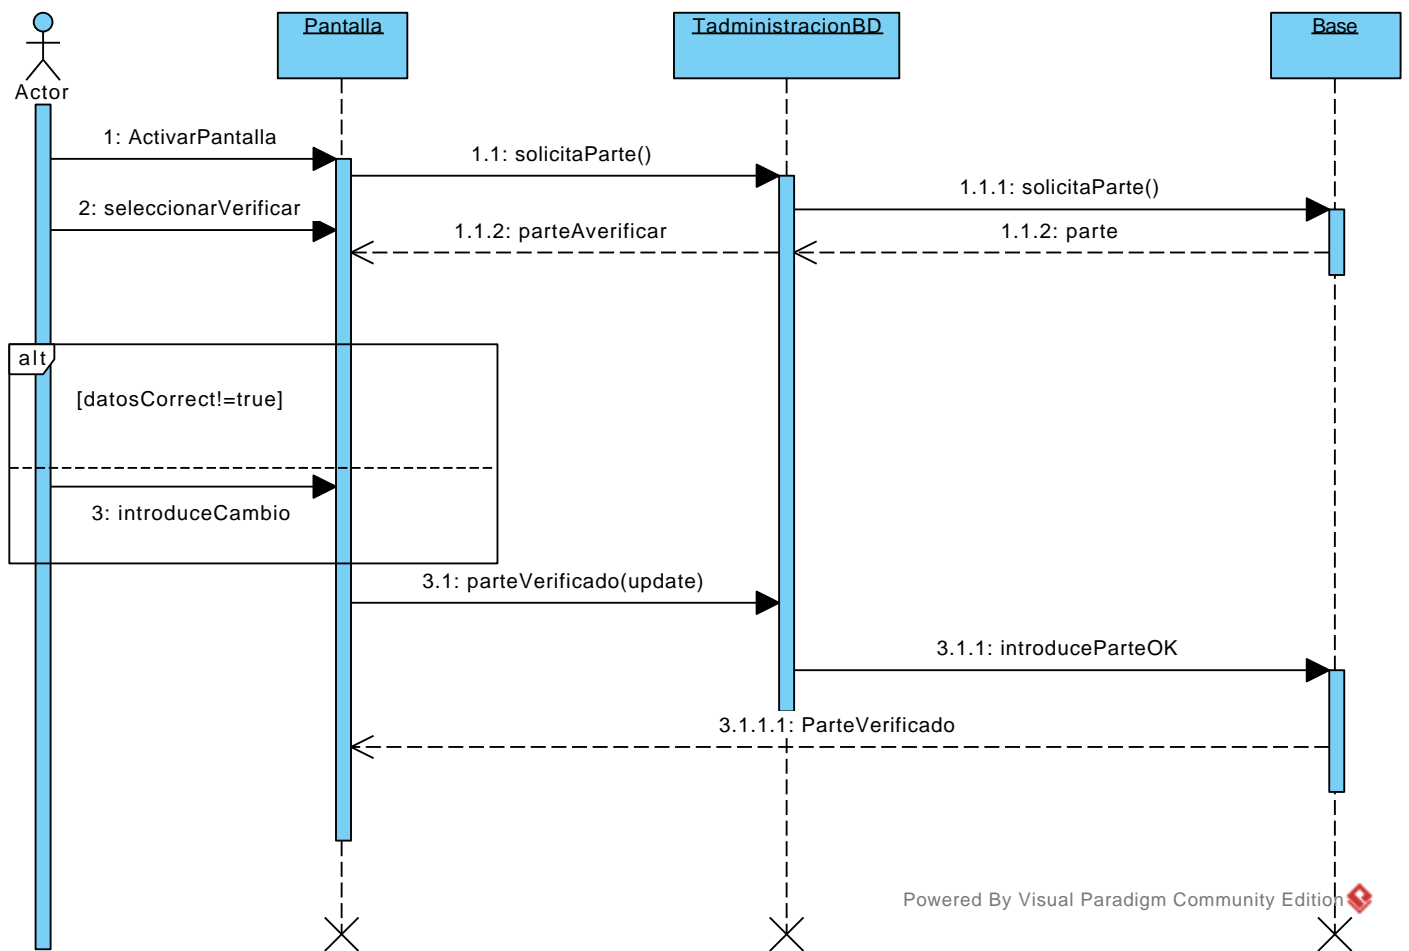 Pantalla
TadministracionBD
Base
Actor
1: ActivarPantalla
1.1: solicitaParte()
1.1.1: solicitaParte()
2: seleccionarVerificar
1.1.2: parteAverificar
1.1.2: parte
alt
[datosCorrect!=true]
3: introduceCambio
3.1: parteVerificado(update)
3.1.1: introduceParteOK
3.1.1.1: ParteVerificado
Powered By Visual Paradigm Community Edition